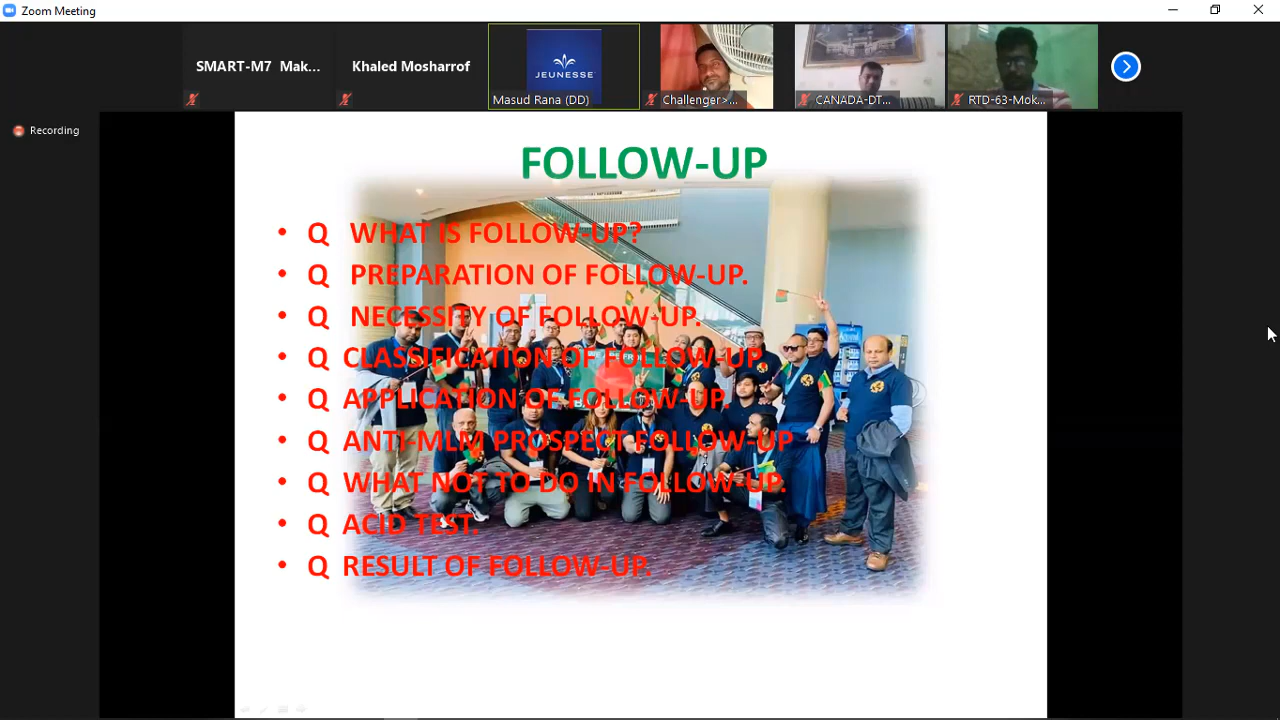 Zoom Meeting
SMART-M7 Mak...
Khaled Mosharrof
JEUNESSE
Masud Rana (DD)
Challenger>...
CANADA-DT...
RTD-63-Mok...
Recording
FOLLOW-UP
• Q WHAT IS FOLLOW-UP?
• Q PREPARATION OF FOLLOW-UP.
• Q NECESSITY OF FOLLOW-UP.
• Q CLASSIFICATION OF FOLLOW-UP
• Q APPLICATION OF FOLLOW-UP.
• Q ANTI-MLM PROSPECT FOLLOW-UP
• Q WHAT NOT TO DO IN FOLLOW-UP.
• Q ACID TEST.
• Q RESULT OF FOLLOW-UP.